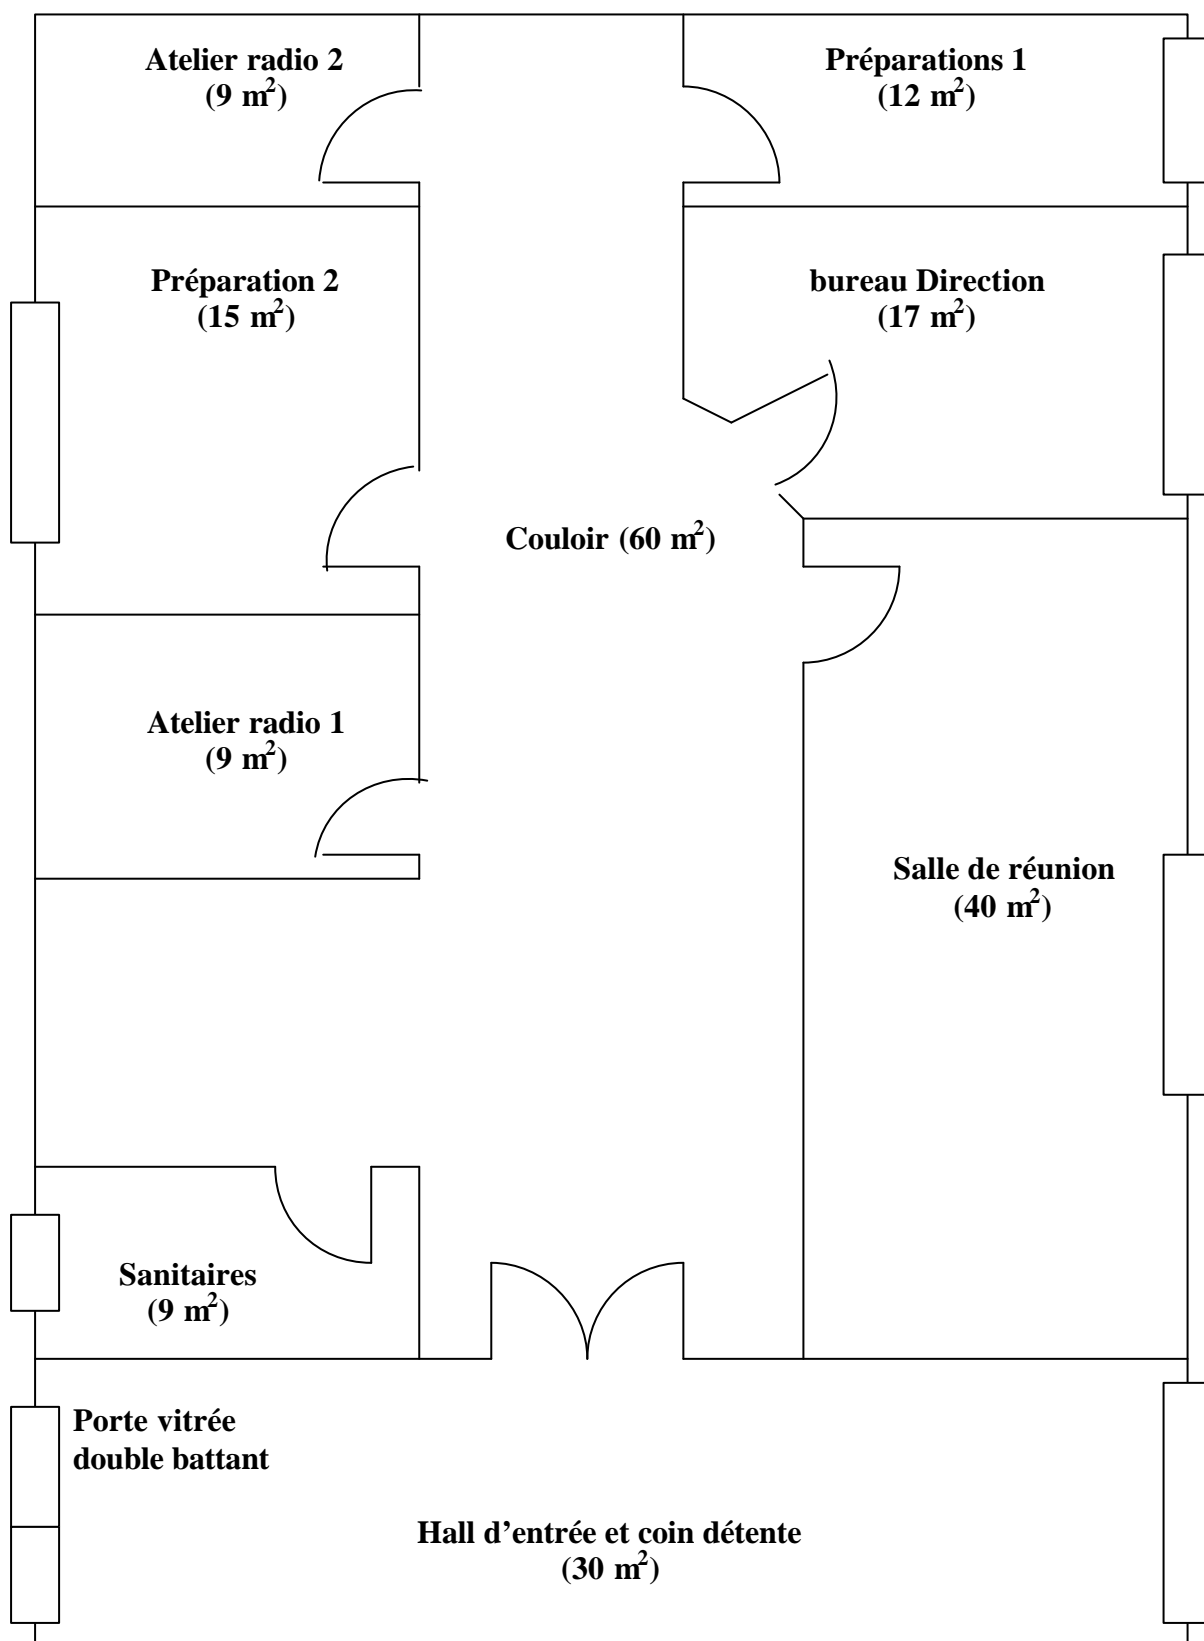 Atelier radio 2
(9 m²)
Préparations 1
(12 m²)
Préparation 2
(15 m²)
bureau Direction
(17 m²)
Couloir (60 m²)
Atelier radio 1
(9 m²)
Salle de réunion
(40 m²)
Sanitaires
(9 m²)
Porte vitrée
double battant
Hall d’entrée et coin détente
(30 m²)